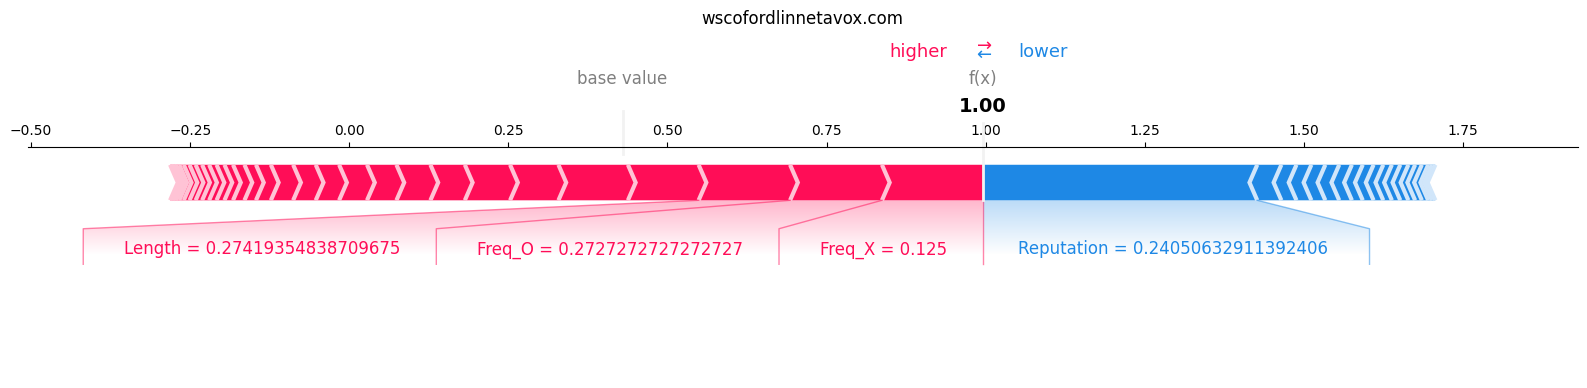 wscofordlinnetavox.com
higher ⇄ lower
base value f(x)
1.00
−0.50 −0.25 0.00 0.25 0.50 0.75 1.00 1.25 1.50 1.75
Length = 0.27419354838709675 Freq_O = 0.2727272727272727 Freq_X = 0.125 Reputation = 0.24050632911392406